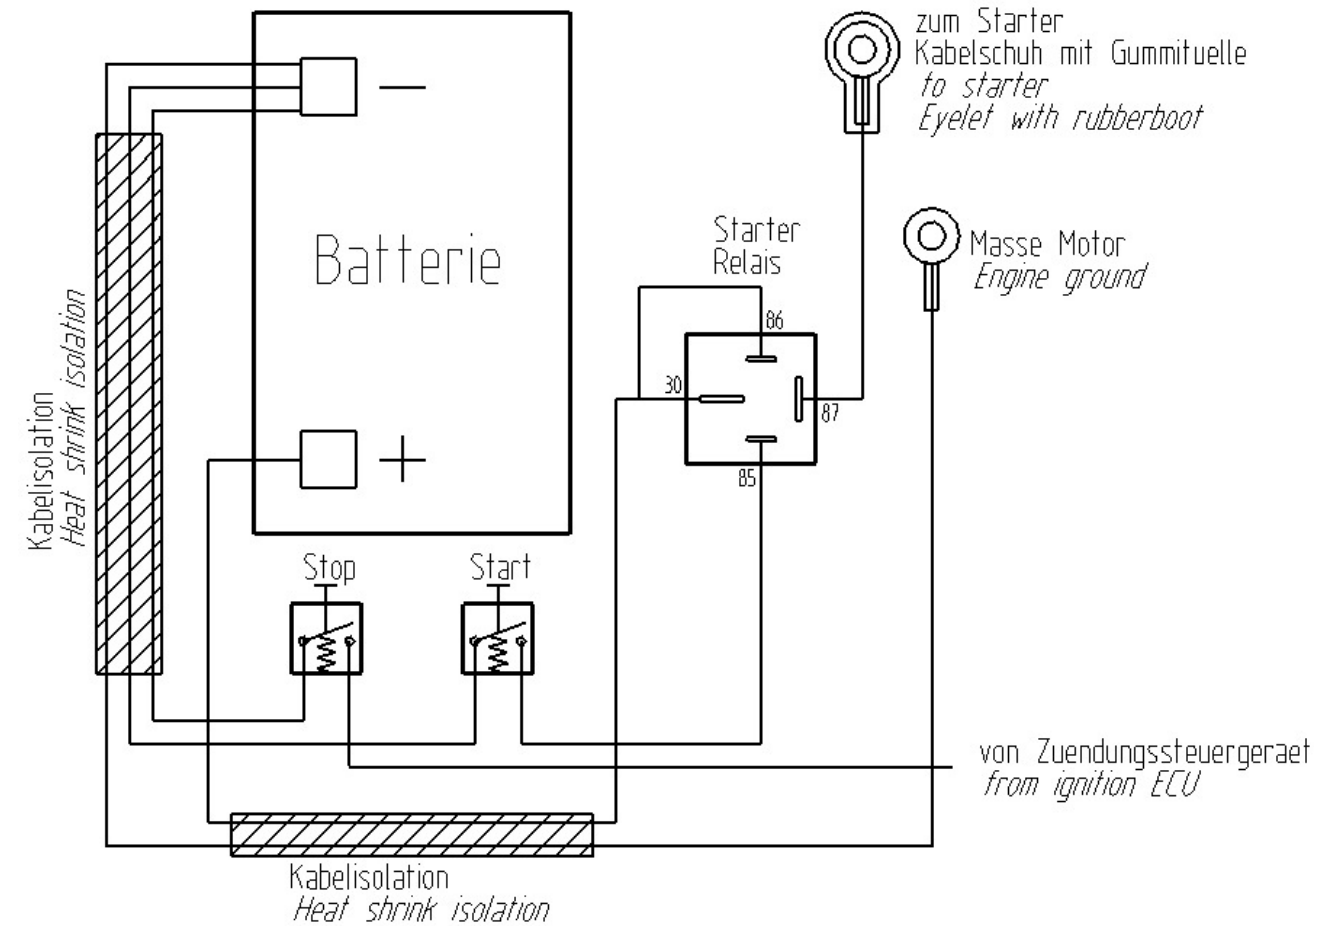 zum Starter
Kabelschuh mit Gummituelle
to starter
Eyelet with rubberboot
−
Batterie
+
Starter
Relais
86
30
87
85
Masse Motor
Engine ground
Kabelisolation
Heat shrink isolation
Stop
Start
von Zuendungssteuergeraet
from ignition ECU
Kabelisolation
Heat shrink isolation